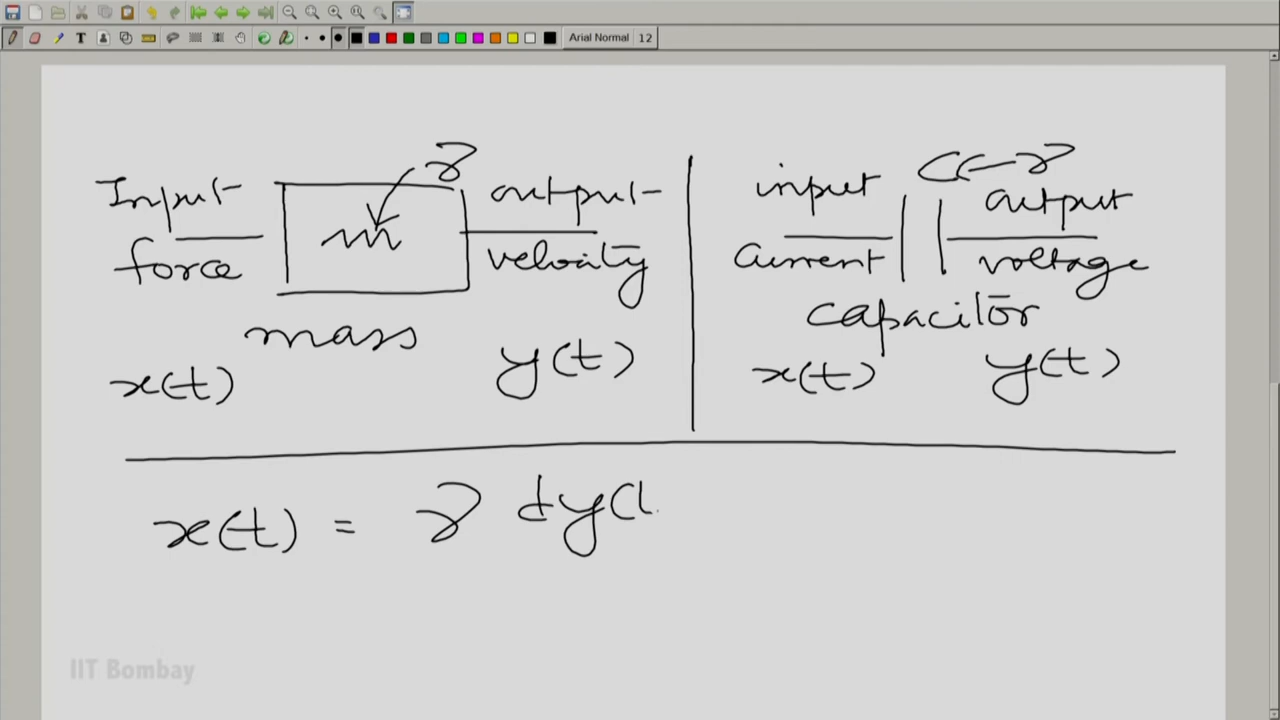 Arial Normal 12
γ
Input
force
m
output
velocity
mass
x(t)
y(t)
input
C ← γ
output
current
voltage
capacitor
x(t)
y(t)
x(t) = γ dy(
IIT Bombay